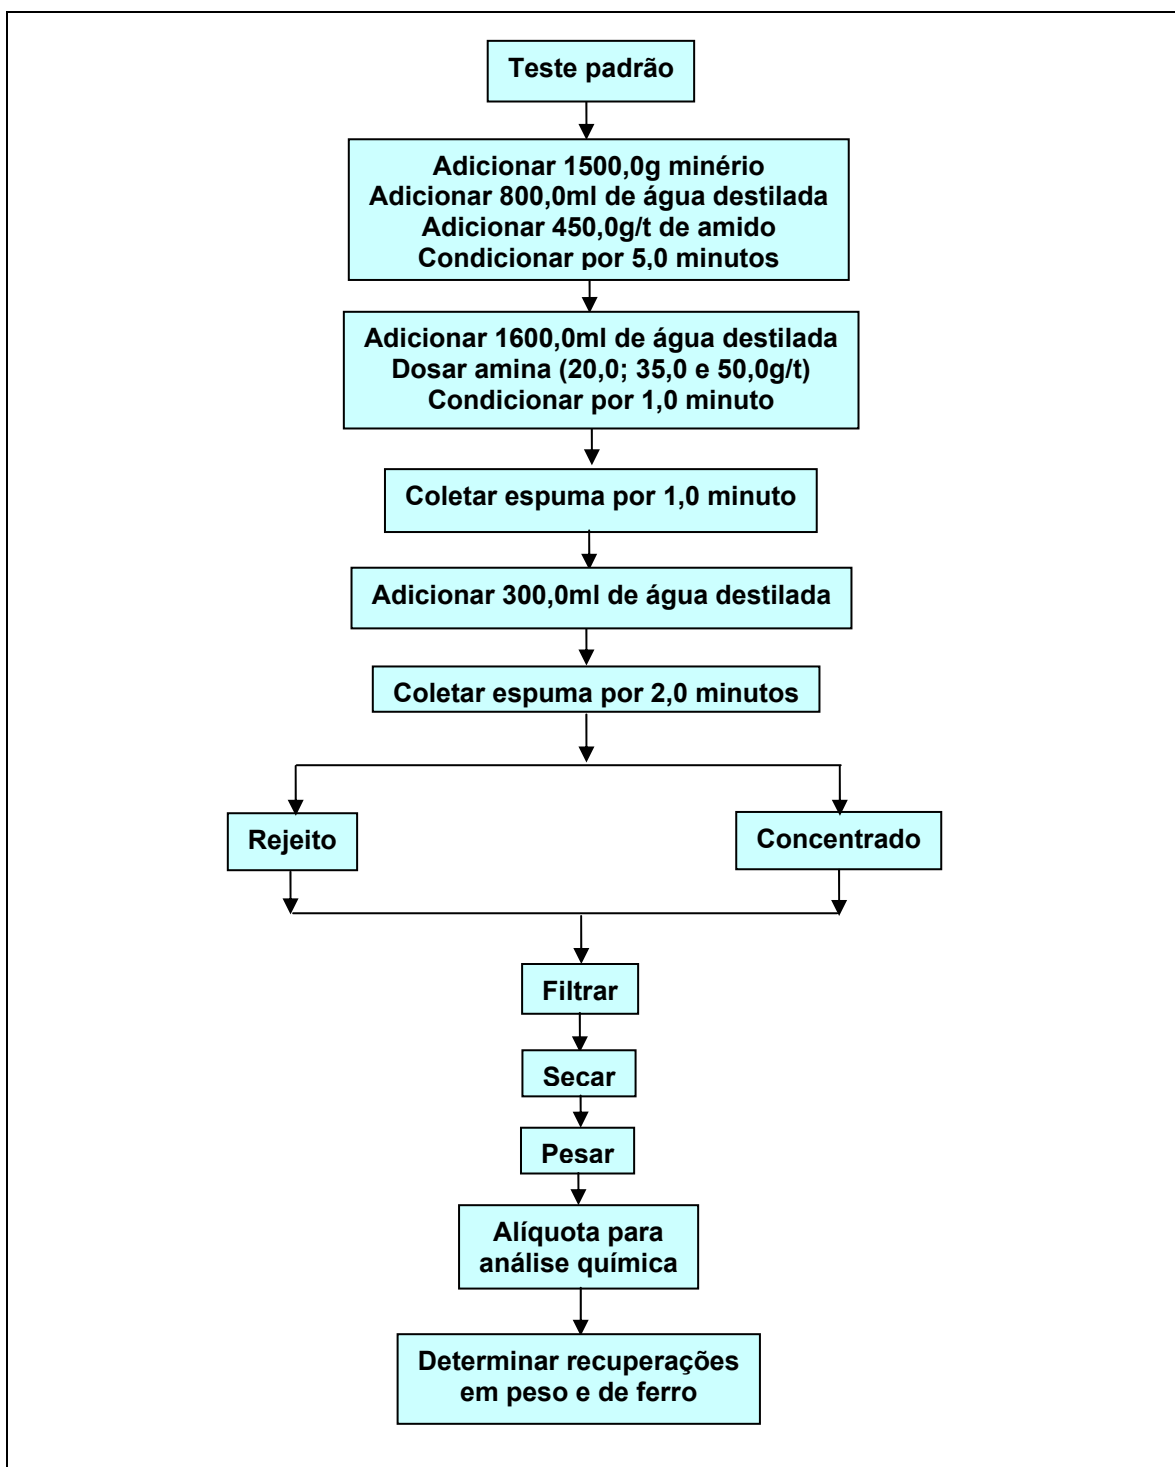 Teste padrão
Adicionar 1500,0g minério
Adicionar 800,0ml de água destilada
Adicionar 450,0g/t de amido
Condicionar por 5,0 minutos
Adicionar 1600,0ml de água destilada
Dosar amina (20,0; 35,0 e 50,0g/t)
Condicionar por 1,0 minuto
Coletar espuma por 1,0 minuto
Adicionar 300,0ml de água destilada
Coletar espuma por 2,0 minutos
Rejeito
Concentrado
Filtrar
Secar
Pesar
Alíquota para
análise química
Determinar recuperações
em peso e de ferro